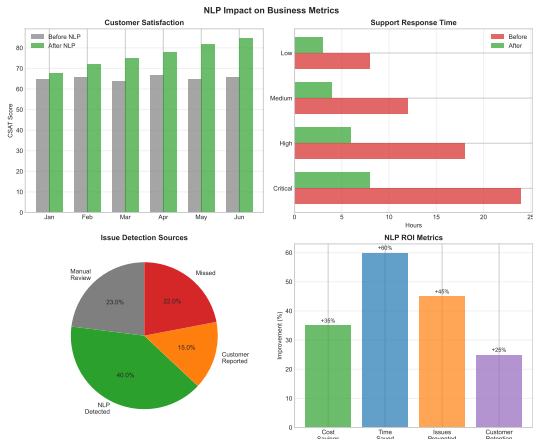 NLP Impact on Business Metrics
Customer Satisfaction
Before NLP
After NLP
CSAT Score
80
70
60
50
40
30
20
10
0
Jan Feb Mar Apr May Jun
Support Response Time
Before
After
Low
Medium
High
Critical
0 5 10 15 20 25
Hours
Issue Detection Sources
Manual
Review
Missed
23.0%
22.0%
15.0%
Customer
Reported
40.0%
NLP
Detected
NLP ROI Metrics
Improvement (%)
60
50
40
30
20
10
0
+35%
+60%
+45%
+25%
Cost
Time
Issues
Customer